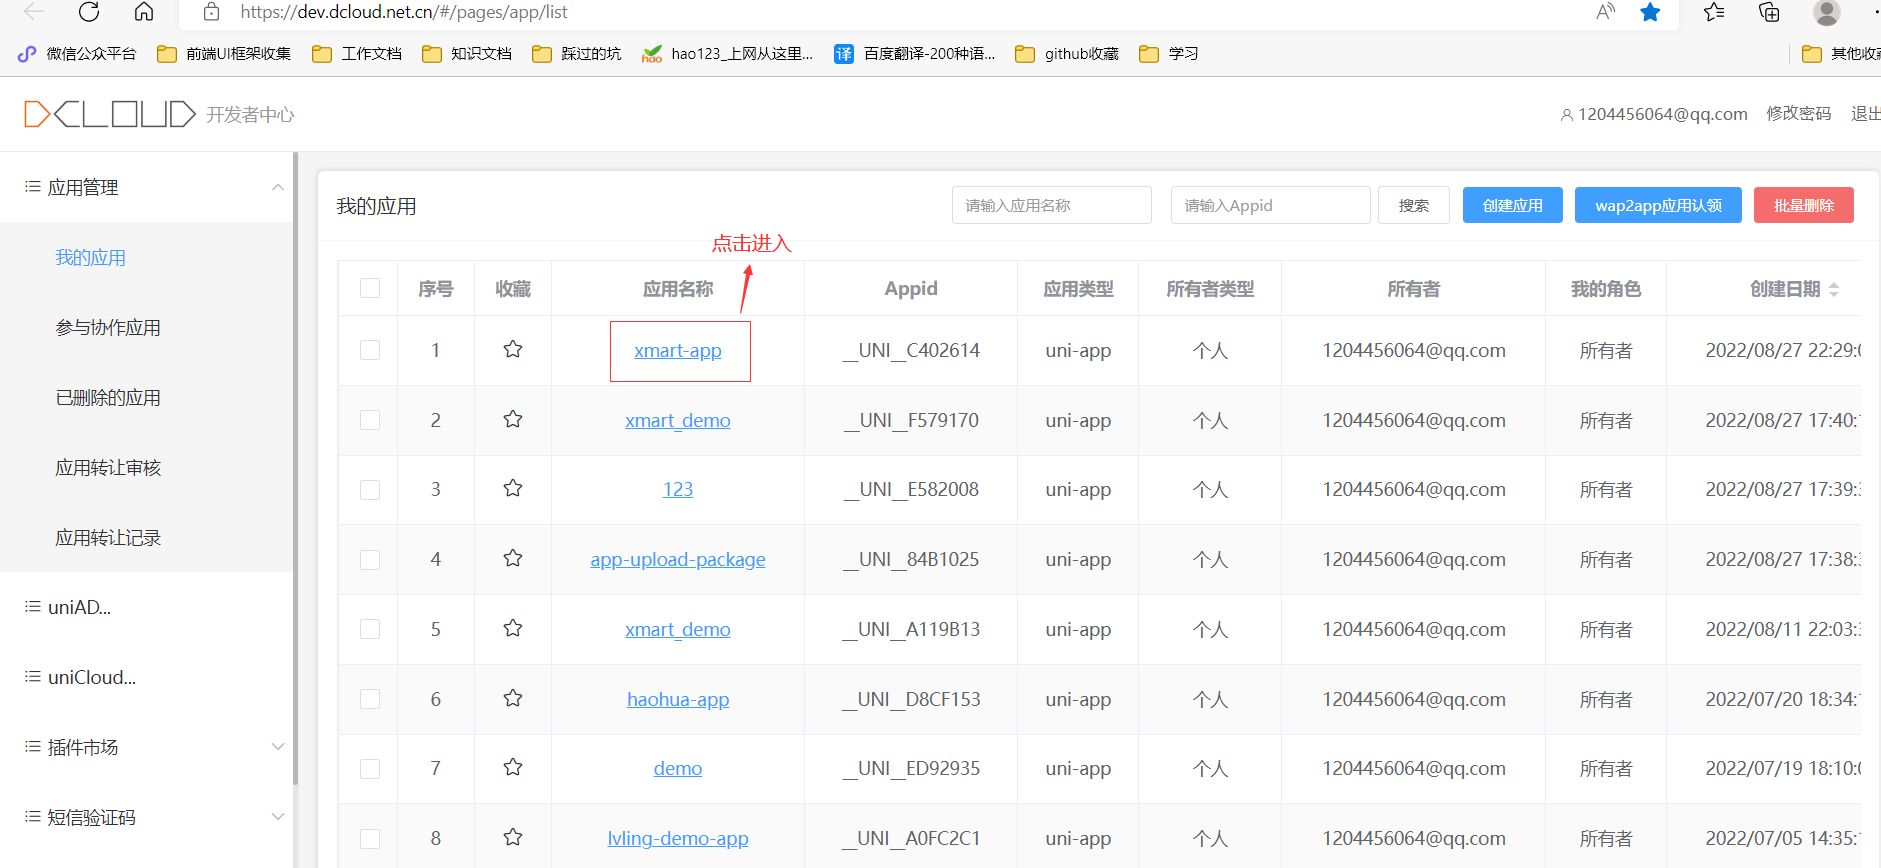 https://dev.dcloud.net.cn/#/pages/app/list
微信公众平台 前端UI框架收集 工作文档 知识文档 踩过的坑 hao123_上网从这里... 百度翻译-200种语... github收藏 学习 其他收藏
DCLOUD 开发者中心
1204456064@qq.com 修改密码 退出
应用管理
我的应用
参与协作应用
已删除的应用
应用转让审核
应用转让记录
uniAD...
uniCloud...
插件市场
短信验证码
我的应用 请输入应用名称 请输入Appid 搜索 创建应用 wap2app应用认领 批量删除
点击进入
序号 收藏 应用名称 Appid 应用类型 所有者类型 所有者 我的角色 创建日期
1 xmart-app __UNI__C402614 uni-app 个人 1204456064@qq.com 所有者 2022/08/27 22:29:
2 xmart_demo __UNI__F579170 uni-app 个人 1204456064@qq.com 所有者 2022/08/27 17:40:
3 123 __UNI__E582008 uni-app 个人 1204456064@qq.com 所有者 2022/08/27 17:39:
4 app-upload-package __UNI__84B1025 uni-app 个人 1204456064@qq.com 所有者 2022/08/27 17:38:
5 xmart_demo __UNI__A119B13 uni-app 个人 1204456064@qq.com 所有者 2022/08/11 22:03:
6 haohua-app __UNI__D8CF153 uni-app 个人 1204456064@qq.com 所有者 2022/07/20 18:34:
7 demo __UNI__ED92935 uni-app 个人 1204456064@qq.com 所有者 2022/07/19 18:10:
8 lvling-demo-app __UNI__A0FC2C1 uni-app 个人 1204456064@qq.com 所有者 2022/07/05 14:35: